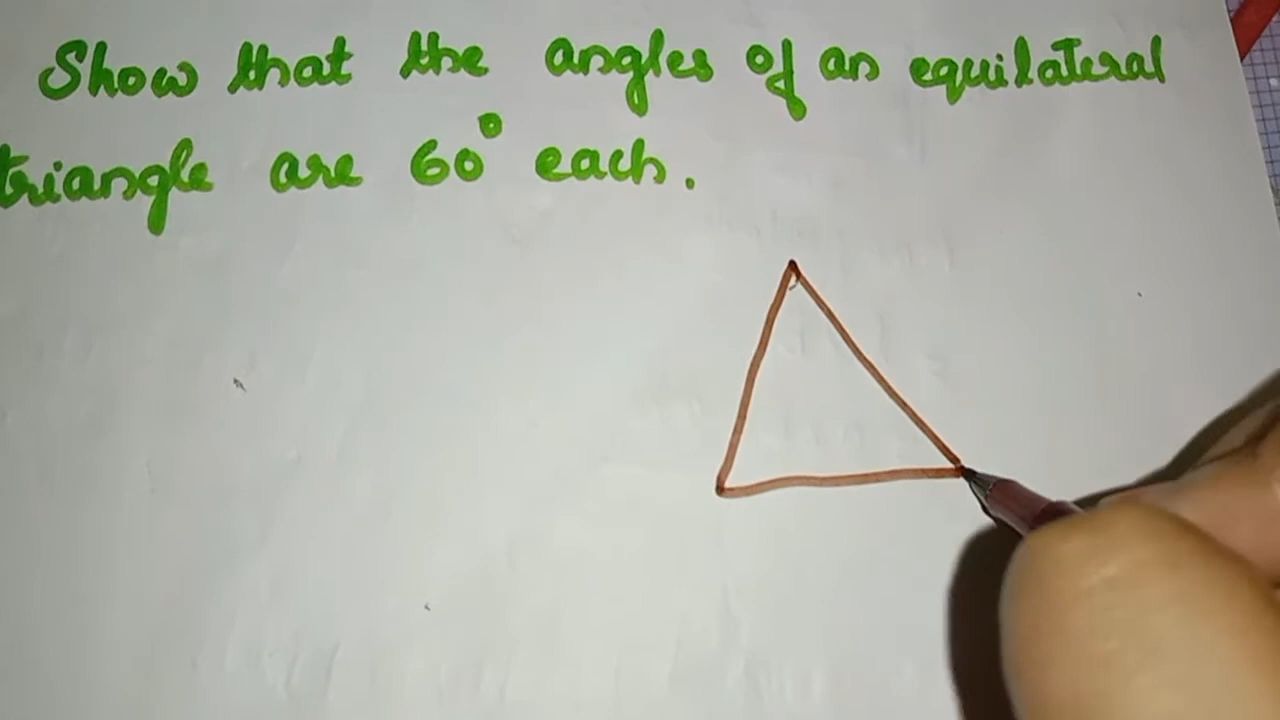 Show that the angles of an equilateral
triangle are 60° each.